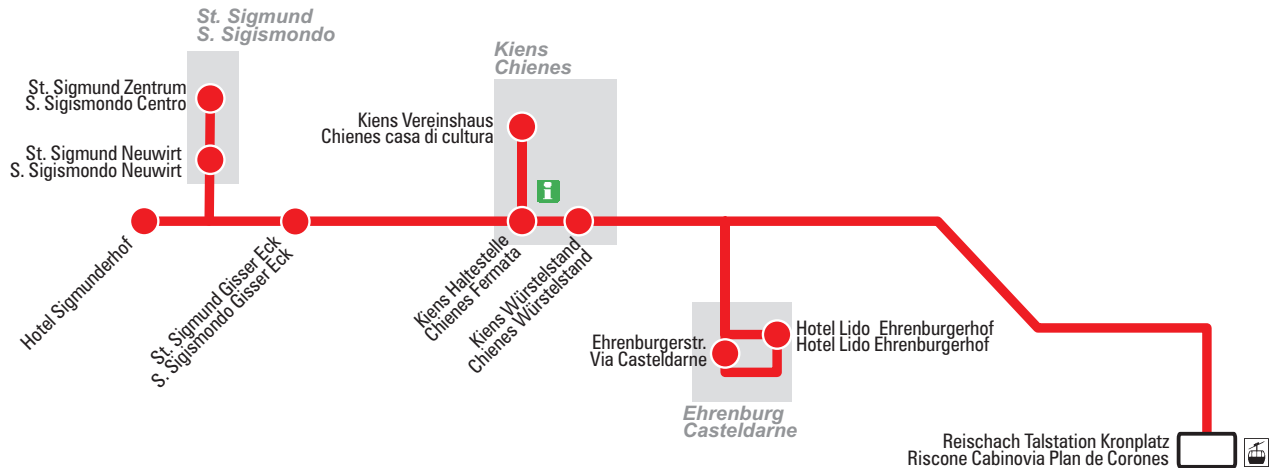 St. Sigmund
S. Sigismondo
Kiens
Chienes
St. Sigmund Zentrum
S. Sigismondo Centro
Kiens Vereinshaus
Chienes casa di cultura
St. Sigmund Neuwirt
S. Sigismondo Neuwirt
i
Hotel Sigmunderhof
St. Sigmund Gisser Eck
S. Sigismondo Gisser Eck
Kiens Haltestelle
Chienes Fermata
Kiens Würstelstand
Chienes Würstelstand
Ehrenburgerstr.
Via Casteldarne
Hotel Lido Ehrenburgerhof
Hotel Lido Ehrenburgerhof
Ehrenburg
Casteldarne
Reischach Talstation Kronplatz
Riscone Cabinovia Plan de Corones